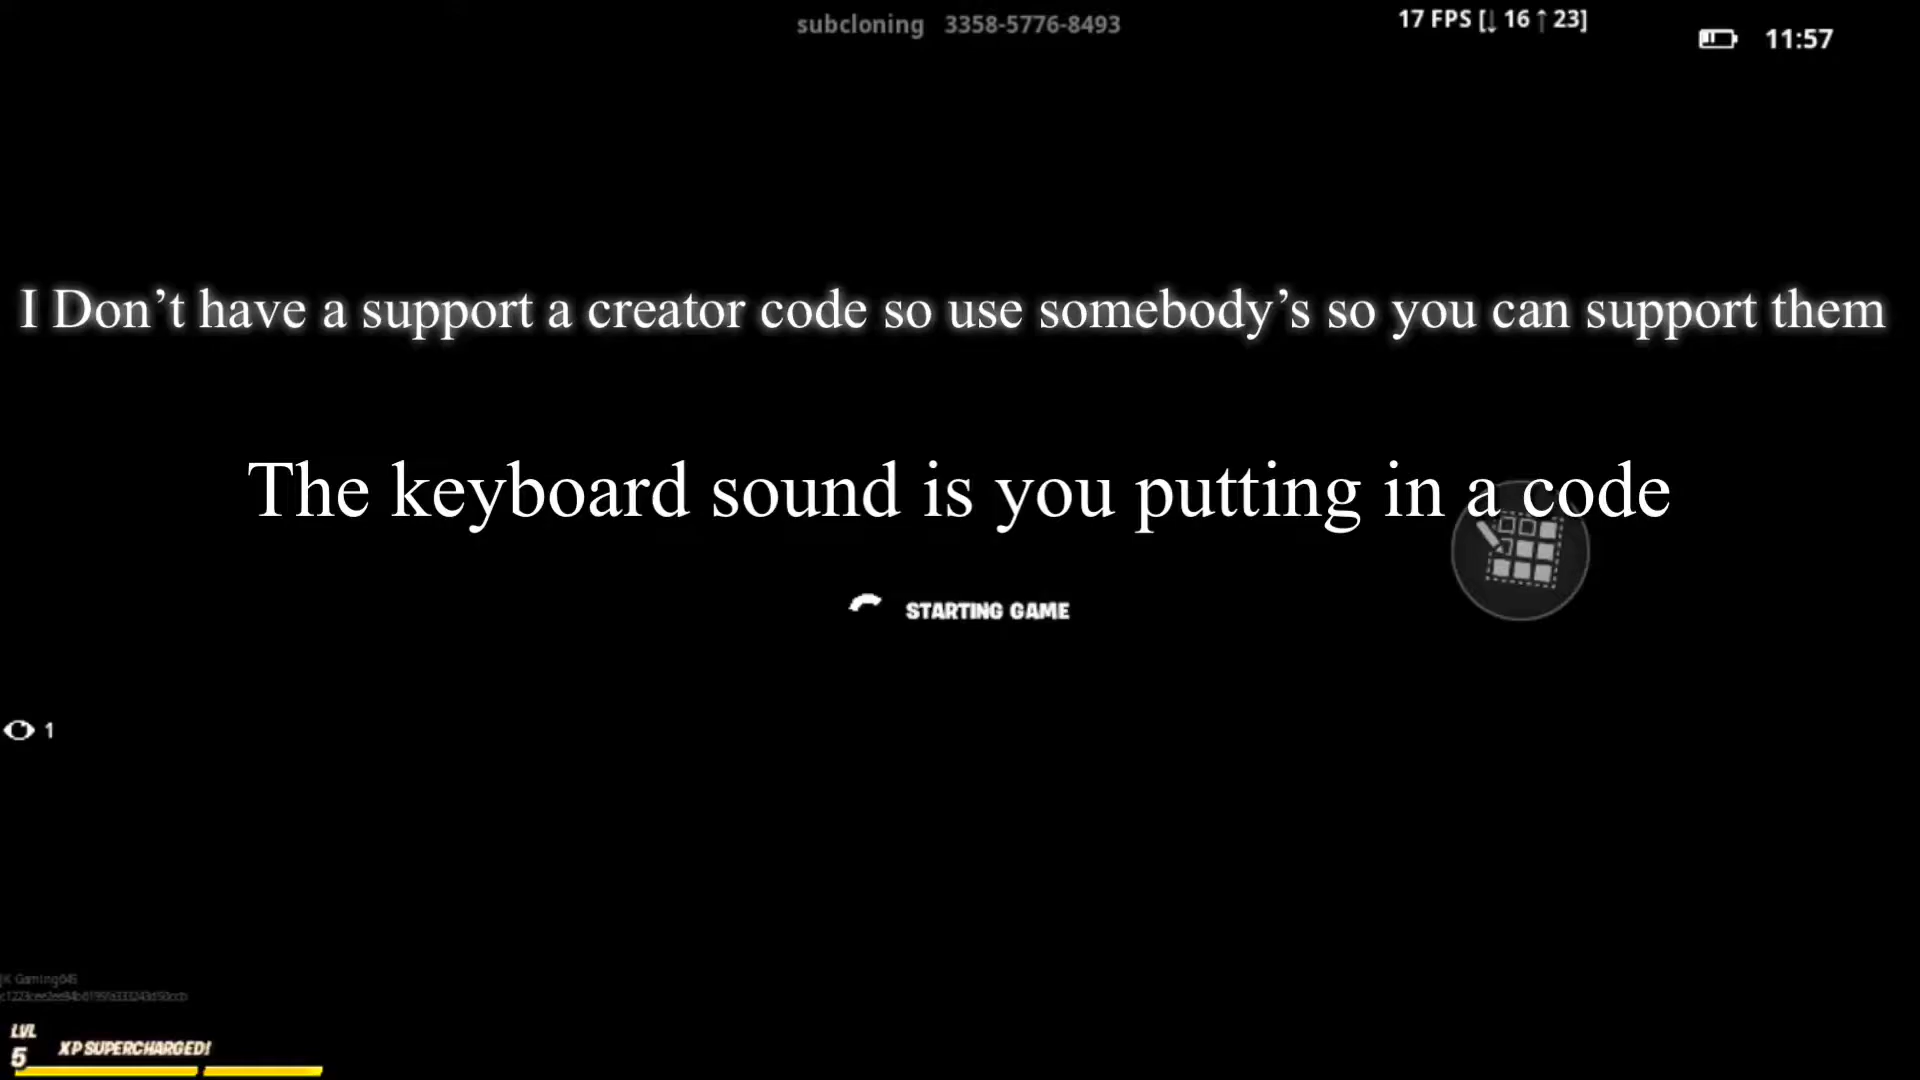 subcloning 3358-5776-8493
17 FPS [↓ 16 ↑ 23]
11:57
I Don’t have a support a creator code so use somebody’s so you can support them
The keyboard sound is you putting in a code
STARTING GAME
1
LVL
5 XP SUPERCHARGED!